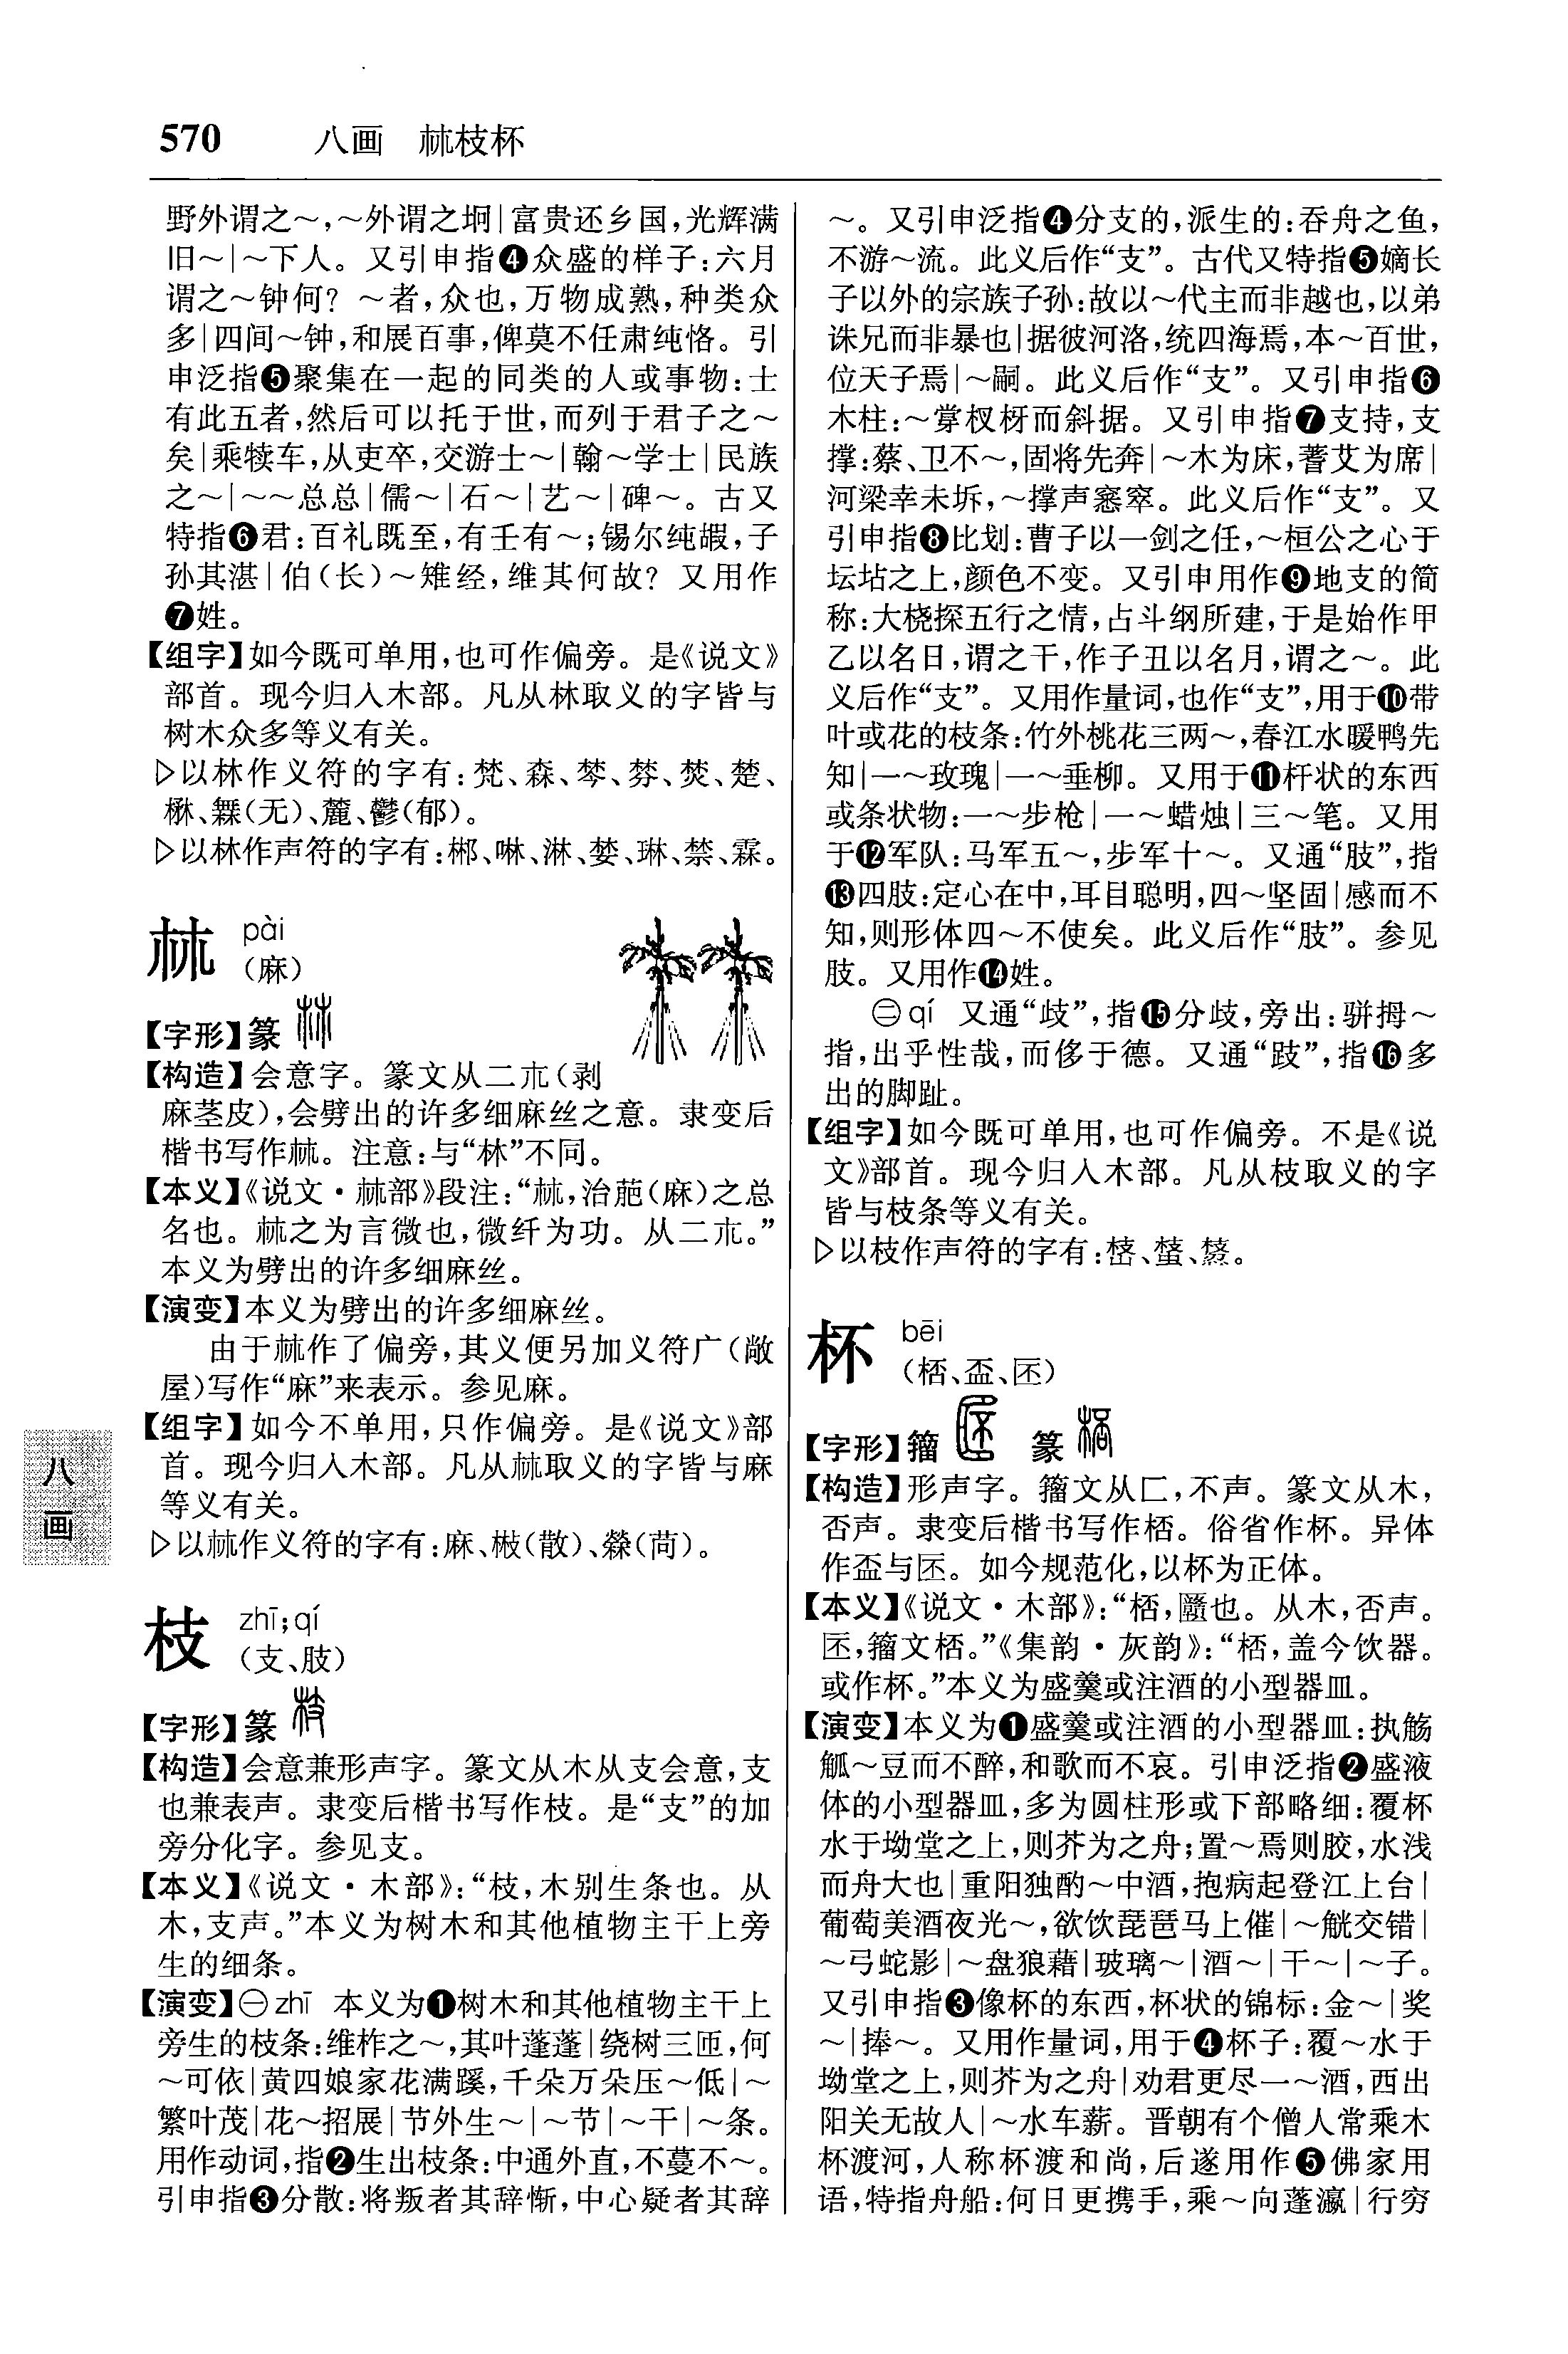 570 八画 𣏟枝杯
野外谓之～,～外谓之坰|富贵还乡国,光辉满
旧～|～下人。又引申指❹众盛的样子:六月
谓之～钟何? ～者,众也,万物成熟,种类众
多|四间～钟,和展百事,俾莫不任肃纯恪。引
申泛指❺聚集在一起的同类的人或事物:士
有此五者,然后可以托于世,而列于君子之～
矣|乘犊车,从吏卒,交游士～|翰～学士|民族
之～|～～总总|儒～|石～|艺～|碑～。古又
特指❻君:百礼既至,有壬有～;锡尔纯嘏,子
孙其湛|伯(长)～雉经,维其何故? 又用作
❼姓。
【组字】如今既可单用,也可作偏旁。是《说文》
部首。现今归入木部。凡从林取义的字皆与
树木众多等义有关。
▷以林作义符的字有:梵、森、棽、棼、焚、楚、
楙、橆(无)、麓、鬱(郁)。
▷以林作声符的字有:郴、啉、淋、婪、琳、禁、霖。
𣏟 pài
(麻)
【字形】篆
【构造】会意字。篆文从二𣎳(剥
麻茎皮),会劈出的许多细麻丝之意。隶变后
楷书写作𣏟。注意:与“林”不同。
【本义】《说文·𣏟部》段注:“𣏟,治葩(麻)之总
名也。𣏟之为言微也,微纤为功。从二𣎳。”
本义为劈出的许多细麻丝。
【演变】本义为劈出的许多细麻丝。
由于𣏟作了偏旁,其义便另加义符广(敞
屋)写作“麻”来表示。参见麻。
【组字】如今不单用,只作偏旁。是《说文》部
首。现今归入木部。凡从𣏟取义的字皆与麻
等义有关。
▷以𣏟作义符的字有:麻、㪔(散)、檾(苘)。
八
画
枝 zhī;qí
(支、肢)
【字形】篆
【构造】会意兼形声字。篆文从木从支会意,支
也兼表声。隶变后楷书写作枝。是“支”的加
旁分化字。参见支。
【本义】《说文·木部》:“枝,木别生条也。从
木,支声。”本义为树木和其他植物主干上旁
生的细条。
【演变】㊀zhī 本义为❶树木和其他植物主干上
旁生的枝条:维柞之～,其叶蓬蓬|绕树三匝,何
～可依|黄四娘家花满蹊,千朵万朵压～低|～
繁叶茂|花～招展|节外生～|～节|～干|～条。
用作动词,指❷生出枝条:中通外直,不蔓不～。
引申指❸分散:将叛者其辞惭,中心疑者其辞
～。又引申泛指❹分支的,派生的:吞舟之鱼,
不游～流。此义后作“支”。古代又特指❺嫡长
子以外的宗族子孙:故以～代主而非越也,以弟
诛兄而非暴也|据彼河洛,统四海焉,本～百世,
位天子焉|～嗣。此义后作“支”。又引申指❻
木柱:～牚杈枒而斜据。又引申指❼支持,支
撑:蔡、卫不～,固将先奔|～木为床,蓍艾为席|
河梁幸未坼,～撑声窸窣。此义后作“支”。又
引申指❽比划:曹子以一剑之任,～桓公之心于
坛坫之上,颜色不变。又引申用作❾地支的简
称:大桡探五行之情,占斗纲所建,于是始作甲
乙以名日,谓之干,作子丑以名月,谓之～。此
义后作“支”。又用作量词,也作“支”,用于❿带
叶或花的枝条:竹外桃花三两～,春江水暖鸭先
知|一～玫瑰|一～垂柳。又用于⓫杆状的东西
或条状物:一～步枪|一～蜡烛|三～笔。又用
于⓬军队:马军五～,步军十～。又通“肢”,指
⓭四肢:定心在中,耳目聪明,四～坚固|感而不
知,则形体四～不使矣。此义后作“肢”。参见
肢。又用作⓮姓。
㊁qí 又通“歧”,指⓯分歧,旁出:骈拇～
指,出乎性哉,而侈于德。又通“跂”,指⓰多
出的脚趾。
【组字】如今既可单用,也可作偏旁。不是《说
文》部首。现今归入木部。凡从枝取义的字
皆与枝条等义有关。
▷以枝作声符的字有:
杯 bēi
(桮、盃、㔷)
【字形】籀 篆
【构造】形声字。籀文从匚,不声。篆文从木,
否声。隶变后楷书写作桮。俗省作杯。异体
作盃与㔷。如今规范化,以杯为正体。
【本义】《说文·木部》:“桮,𠥰也。从木,否声。
㔷,籀文桮。”《集韵·灰韵》:“桮,盖今饮器。
或作杯。”本义为盛羹或注酒的小型器皿。
【演变】本义为❶盛羹或注酒的小型器皿:执觞
觚～豆而不醉,和歌而不哀。引申泛指❷盛液
体的小型器皿,多为圆柱形或下部略细:覆杯
水于坳堂之上,则芥为之舟;置～焉则胶,水浅
而舟大也|重阳独酌～中酒,抱病起登江上台|
葡萄美酒夜光～,欲饮琵琶马上催|～觥交错|
～弓蛇影|～盘狼藉|玻璃～|酒～|干～|～子。
又引申指❸像杯的东西,杯状的锦标:金～|奖
～|捧～。又用作量词,用于❹杯子:覆～水于
坳堂之上,则芥为之舟|劝君更尽一～酒,西出
阳关无故人|～水车薪。晋朝有个僧人常乘木
杯渡河,人称杯渡和尚,后遂用作❺佛家用
语,特指舟船:何日更携手,乘～向蓬瀛|行穷